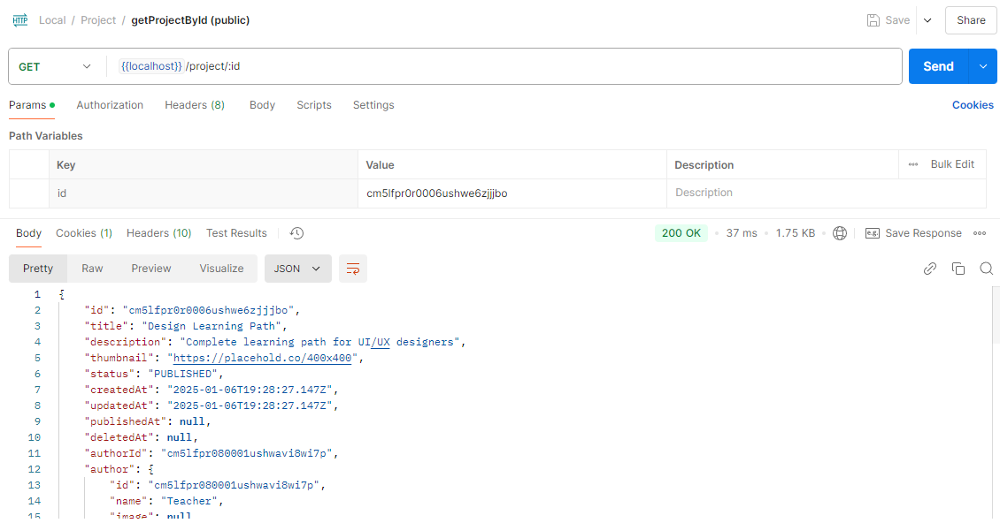 HTTP Local / Project / getProjectById (public) Save Share
GET {{localhost}} /project/:id Send
Params Authorization Headers (8) Body Scripts Settings Cookies
Path Variables
Key Value Description Bulk Edit
id cm5lfpr0r0006ushwe6zjjjbo Description
Body Cookies (1) Headers (10) Test Results 200 OK 37 ms 1.75 KB e.g. Save Response
Pretty Raw Preview Visualize JSON
1 {
2 "id": "cm5lfpr0r0006ushwe6zjjjbo",
3 "title": "Design Learning Path",
4 "description": "Complete learning path for UI/UX designers",
5 "thumbnail": "https://placehold.co/400x400",
6 "status": "PUBLISHED",
7 "createdAt": "2025-01-06T19:28:27.147Z",
8 "updatedAt": "2025-01-06T19:28:27.147Z",
9 "publishedAt": null,
10 "deletedAt": null,
11 "authorId": "cm5lfpr080001ushwavi8wi7p",
12 "author": {
13 "id": "cm5lfpr080001ushwavi8wi7p",
14 "name": "Teacher",
15 "image": null